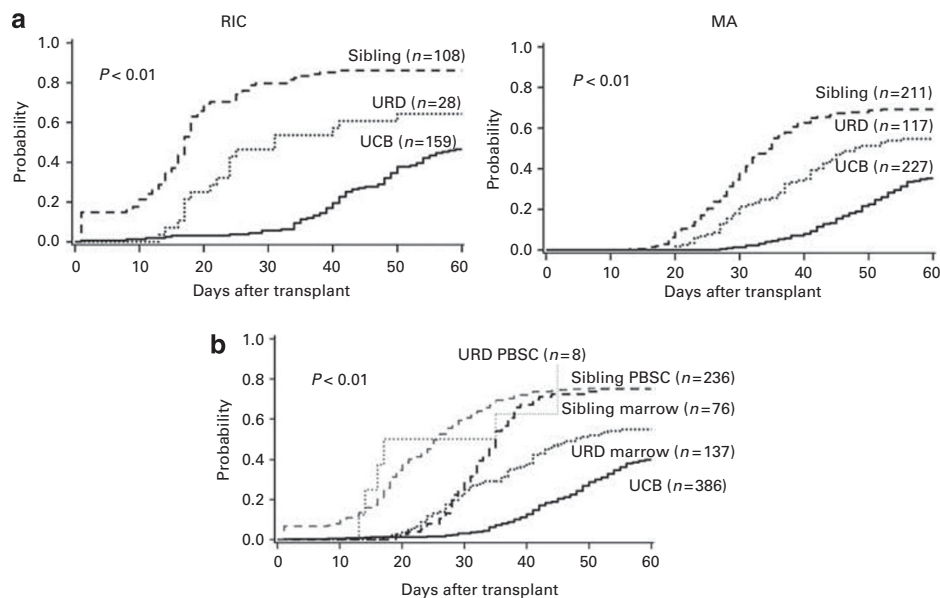 a
RIC
1.0
0.8
0.6
0.4
0.2
0.0
Probability
P < 0.01
Sibling (n=108)
URD (n=28)
UCB (n=159)
0 10 20 30 40 50 60
Days after transplant
MA
1.0
0.8
0.6
0.4
0.2
0.0
Probability
P < 0.01
Sibling (n=211)
URD (n=117)
UCB (n=227)
0 10 20 30 40 50 60
Days after transplant
b
1.0
0.8
0.6
0.4
0.2
0.0
Probability
P < 0.01
URD PBSC (n=8)
Sibling PBSC (n=236)
Sibling marrow (n=76)
URD marrow (n=137)
UCB (n=386)
0 10 20 30 40 50 60
Days after transplant